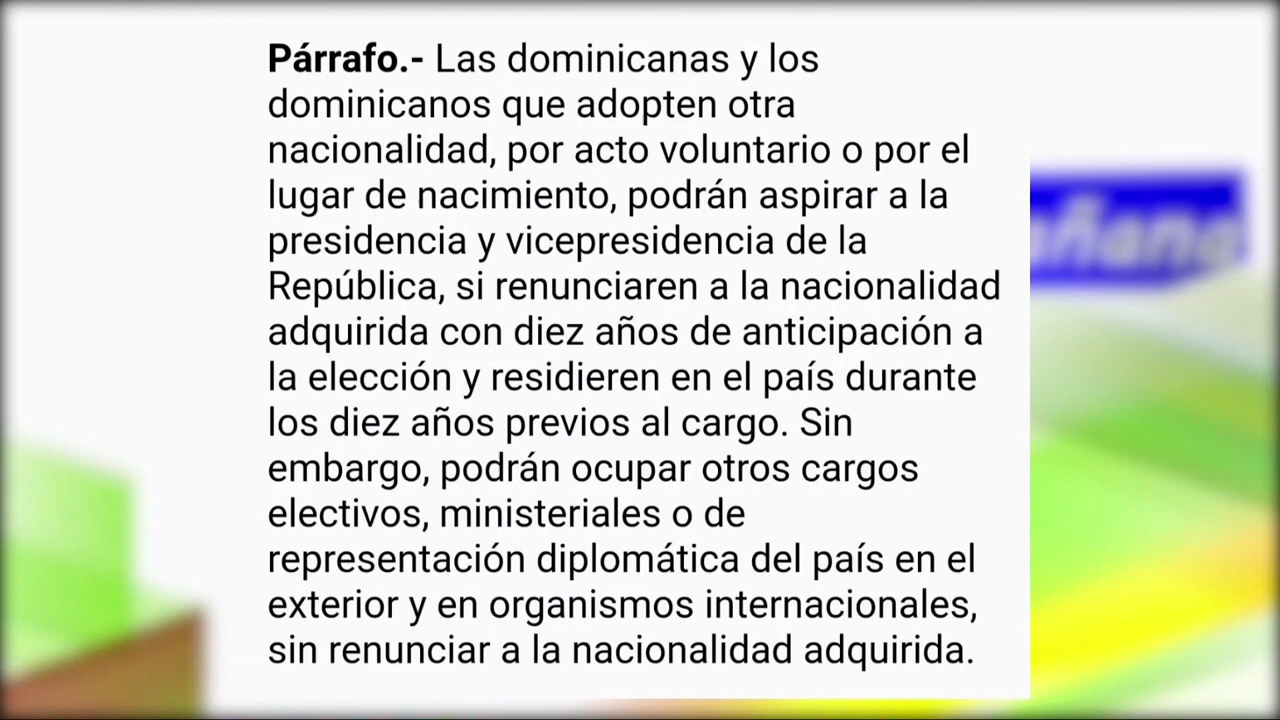 Párrafo.- Las dominicanas y los
dominicanos que adopten otra
nacionalidad, por acto voluntario o por el
lugar de nacimiento, podrán aspirar a la
presidencia y vicepresidencia de la
República, si renunciaren a la nacionalidad
adquirida con diez años de anticipación a
la elección y residieren en el país durante
los diez años previos al cargo. Sin
embargo, podrán ocupar otros cargos
electivos, ministeriales o de
representación diplomática del país en el
exterior y en organismos internacionales,
sin renunciar a la nacionalidad adquirida.